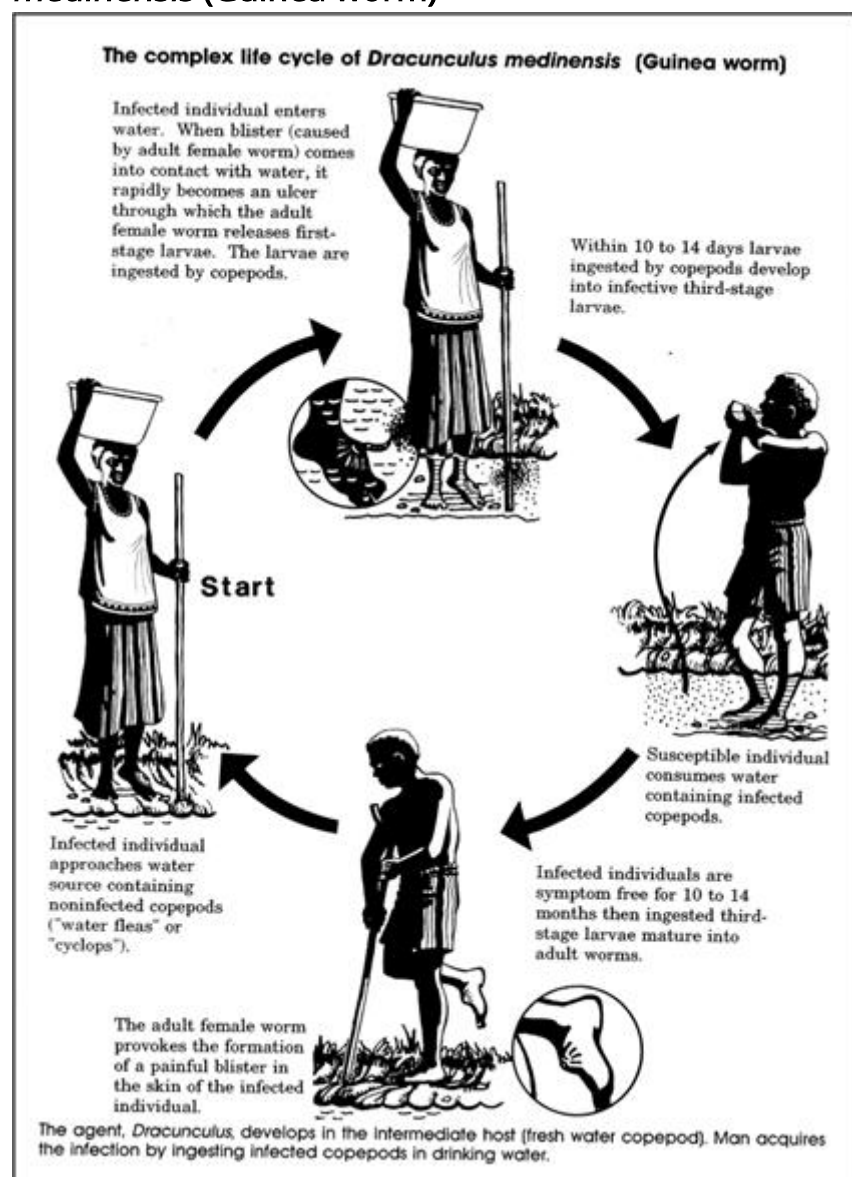 medinensis (Guinea worm)
The complex life cycle of Dracunculus medinensis (Guinea worm)
Infected individual enters
water. When blister (caused
by adult female worm) comes
into contact with water, it
rapidly becomes an ulcer
through which the adult
female worm releases first-
stage larvae. The larvae are
ingested by copepods.
Within 10 to 14 days larvae
ingested by copepods develop
into infective third-stage
larvae.
Start
Susceptible individual
consumes water
containing infected
copepods.
Infected individual
approaches water
source containing
noninfected copepods
("water fleas" or
"cyclops").
Infected individuals are
symptom free for 10 to 14
months then ingested third-
stage larvae mature into
adult worms.
The adult female worm
provokes the formation
of a painful blister in
the skin of the infected
individual.
The agent, Dracunculus, develops in the intermediate host (fresh water copepod). Man acquires
the infection by ingesting infected copepods in drinking water.